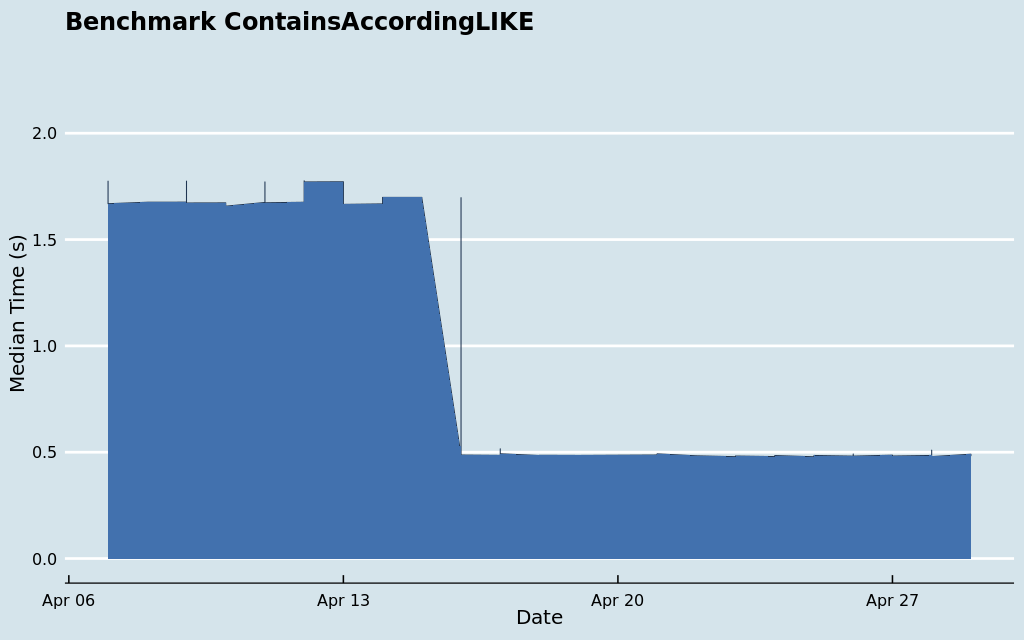 Benchmark ContainsAccordingLIKE
2.0
1.5
1.0
0.5
0.0
Median Time (s)
Apr 06 Apr 13 Apr 20 Apr 27
Date